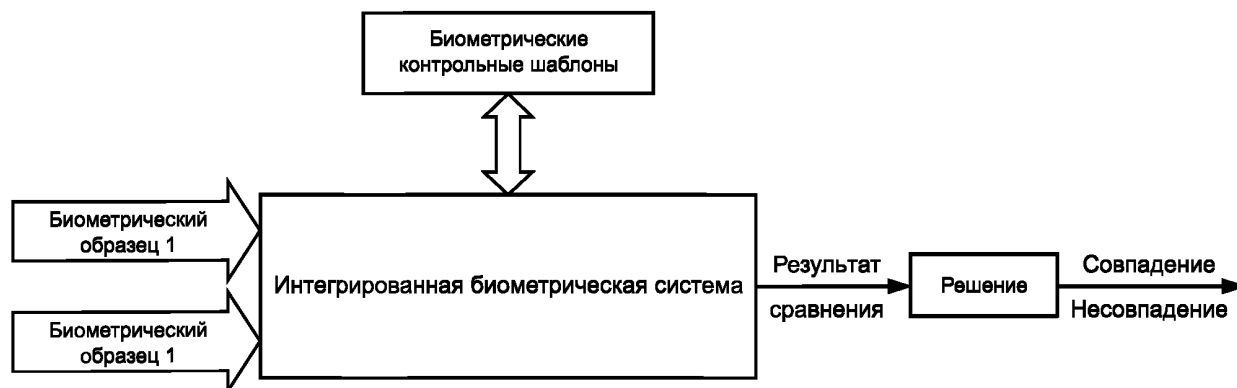 Биометрические
контрольные шаблоны
Биометрический
образец 1
Биометрический
образец 1
Интегрированная биометрическая система
Результат
сравнения
Решение
Совпадение
Несовпадение